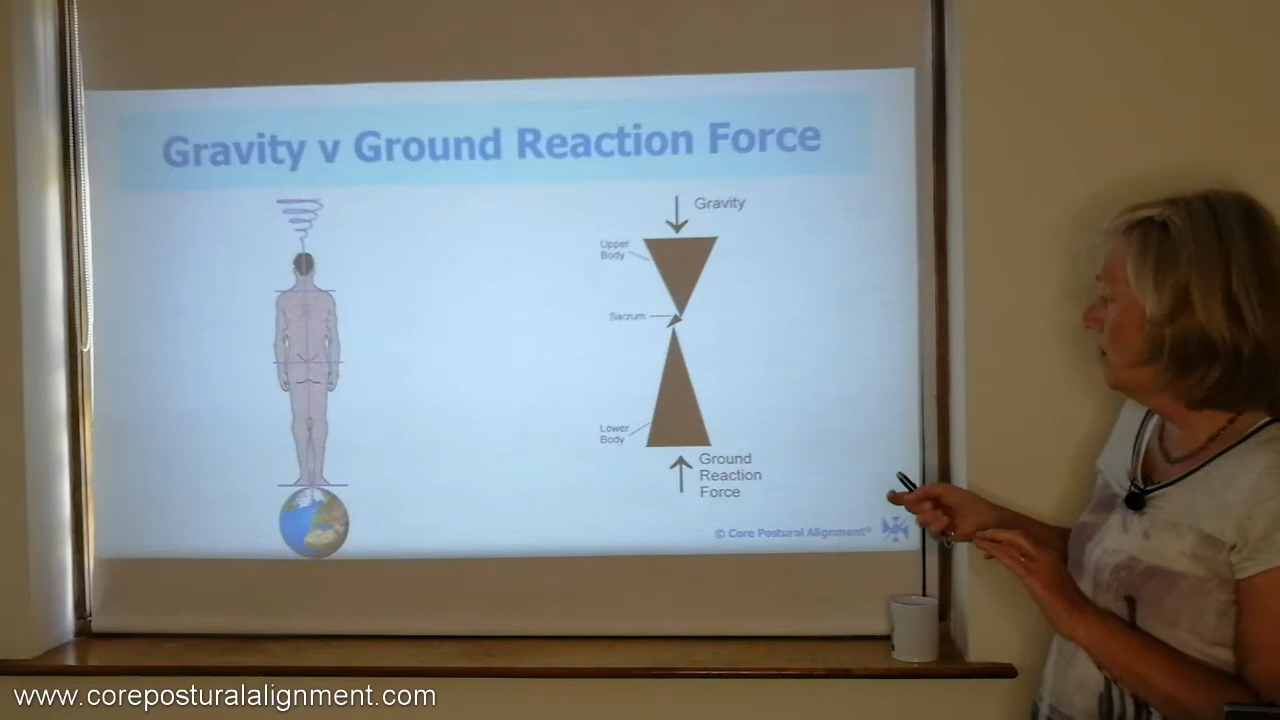 Gravity v Ground Reaction Force
Gravity
Upper
Body
Sacrum
Lower
Body
Ground
Reaction
Force
© Core Postural Alignment®
www.coreposturalalignment.com